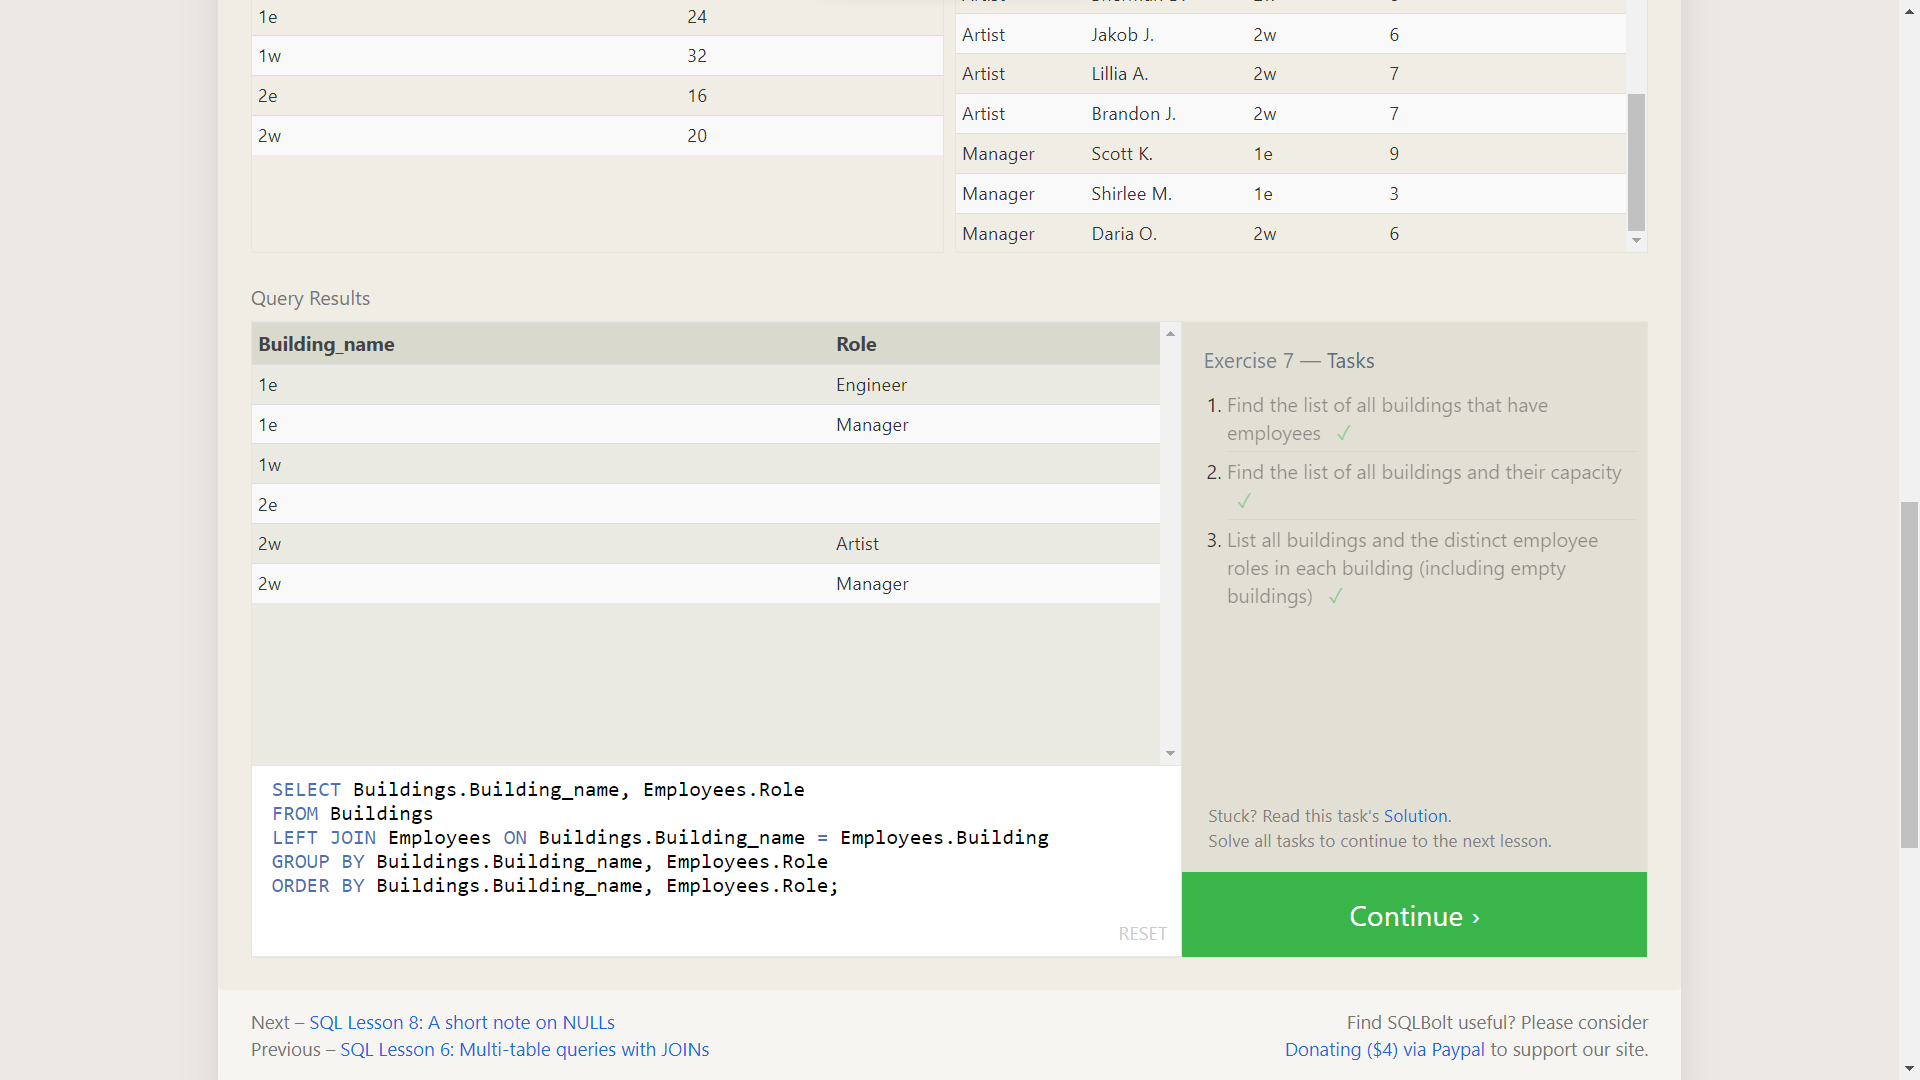 1e 24
1w 32
2e 16
2w 20
Artist Jakob J. 2w 6
Artist Lillia A. 2w 7
Artist Brandon J. 2w 7
Manager Scott K. 1e 9
Manager Shirlee M. 1e 3
Manager Daria O. 2w 6
Query Results
Building_name Role
1e Engineer
1e Manager
1w
2e
2w Artist
2w Manager
SELECT Buildings.Building_name, Employees.Role
FROM Buildings
LEFT JOIN Employees ON Buildings.Building_name = Employees.Building
GROUP BY Buildings.Building_name, Employees.Role
ORDER BY Buildings.Building_name, Employees.Role;
RESET
Exercise 7 — Tasks
1. Find the list of all buildings that have
employees ✓
2. Find the list of all buildings and their capacity
✓
3. List all buildings and the distinct employee
roles in each building (including empty
buildings) ✓
Stuck? Read this task's Solution.
Solve all tasks to continue to the next lesson.
Continue ›
Next – SQL Lesson 8: A short note on NULLs
Previous – SQL Lesson 6: Multi-table queries with JOINs
Find SQLBolt useful? Please consider
Donating ($4) via Paypal to support our site.